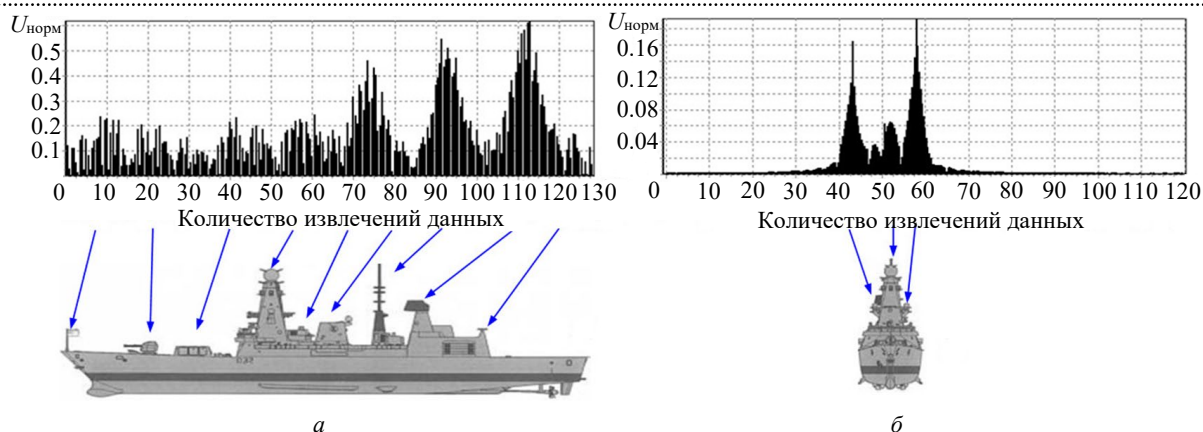 Uнорм
0.5
0.4
0.3
0.2
0.1
0 10 20 30 40 50 60 70 80 90 100 110 120 130
Количество извлечений данных
а
Uнорм
0.16
0.12
0.08
0.04
0 10 20 30 40 50 60 70 80 90 100 110 120
Количество извлечений данных
б